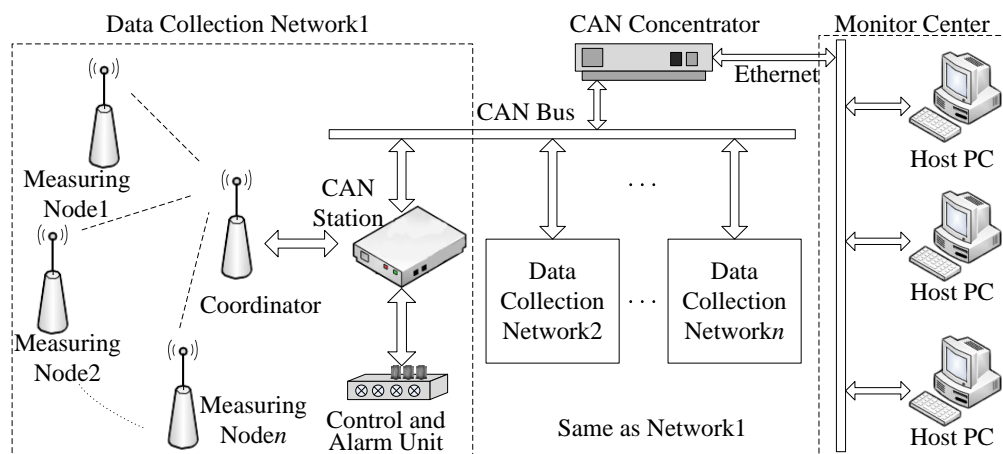 Data Collection Network1
CAN Concentrator
Monitor Center
Ethernet
CAN Bus
Measuring
Node1
CAN
Station
Host PC
. . .
Coordinator
Data
Collection
Network2
. . .
Data
Collection
Networkn
Host PC
Measuring
Node2
Measuring
Noden
Control and
Alarm Unit
Same as Network1
Host PC